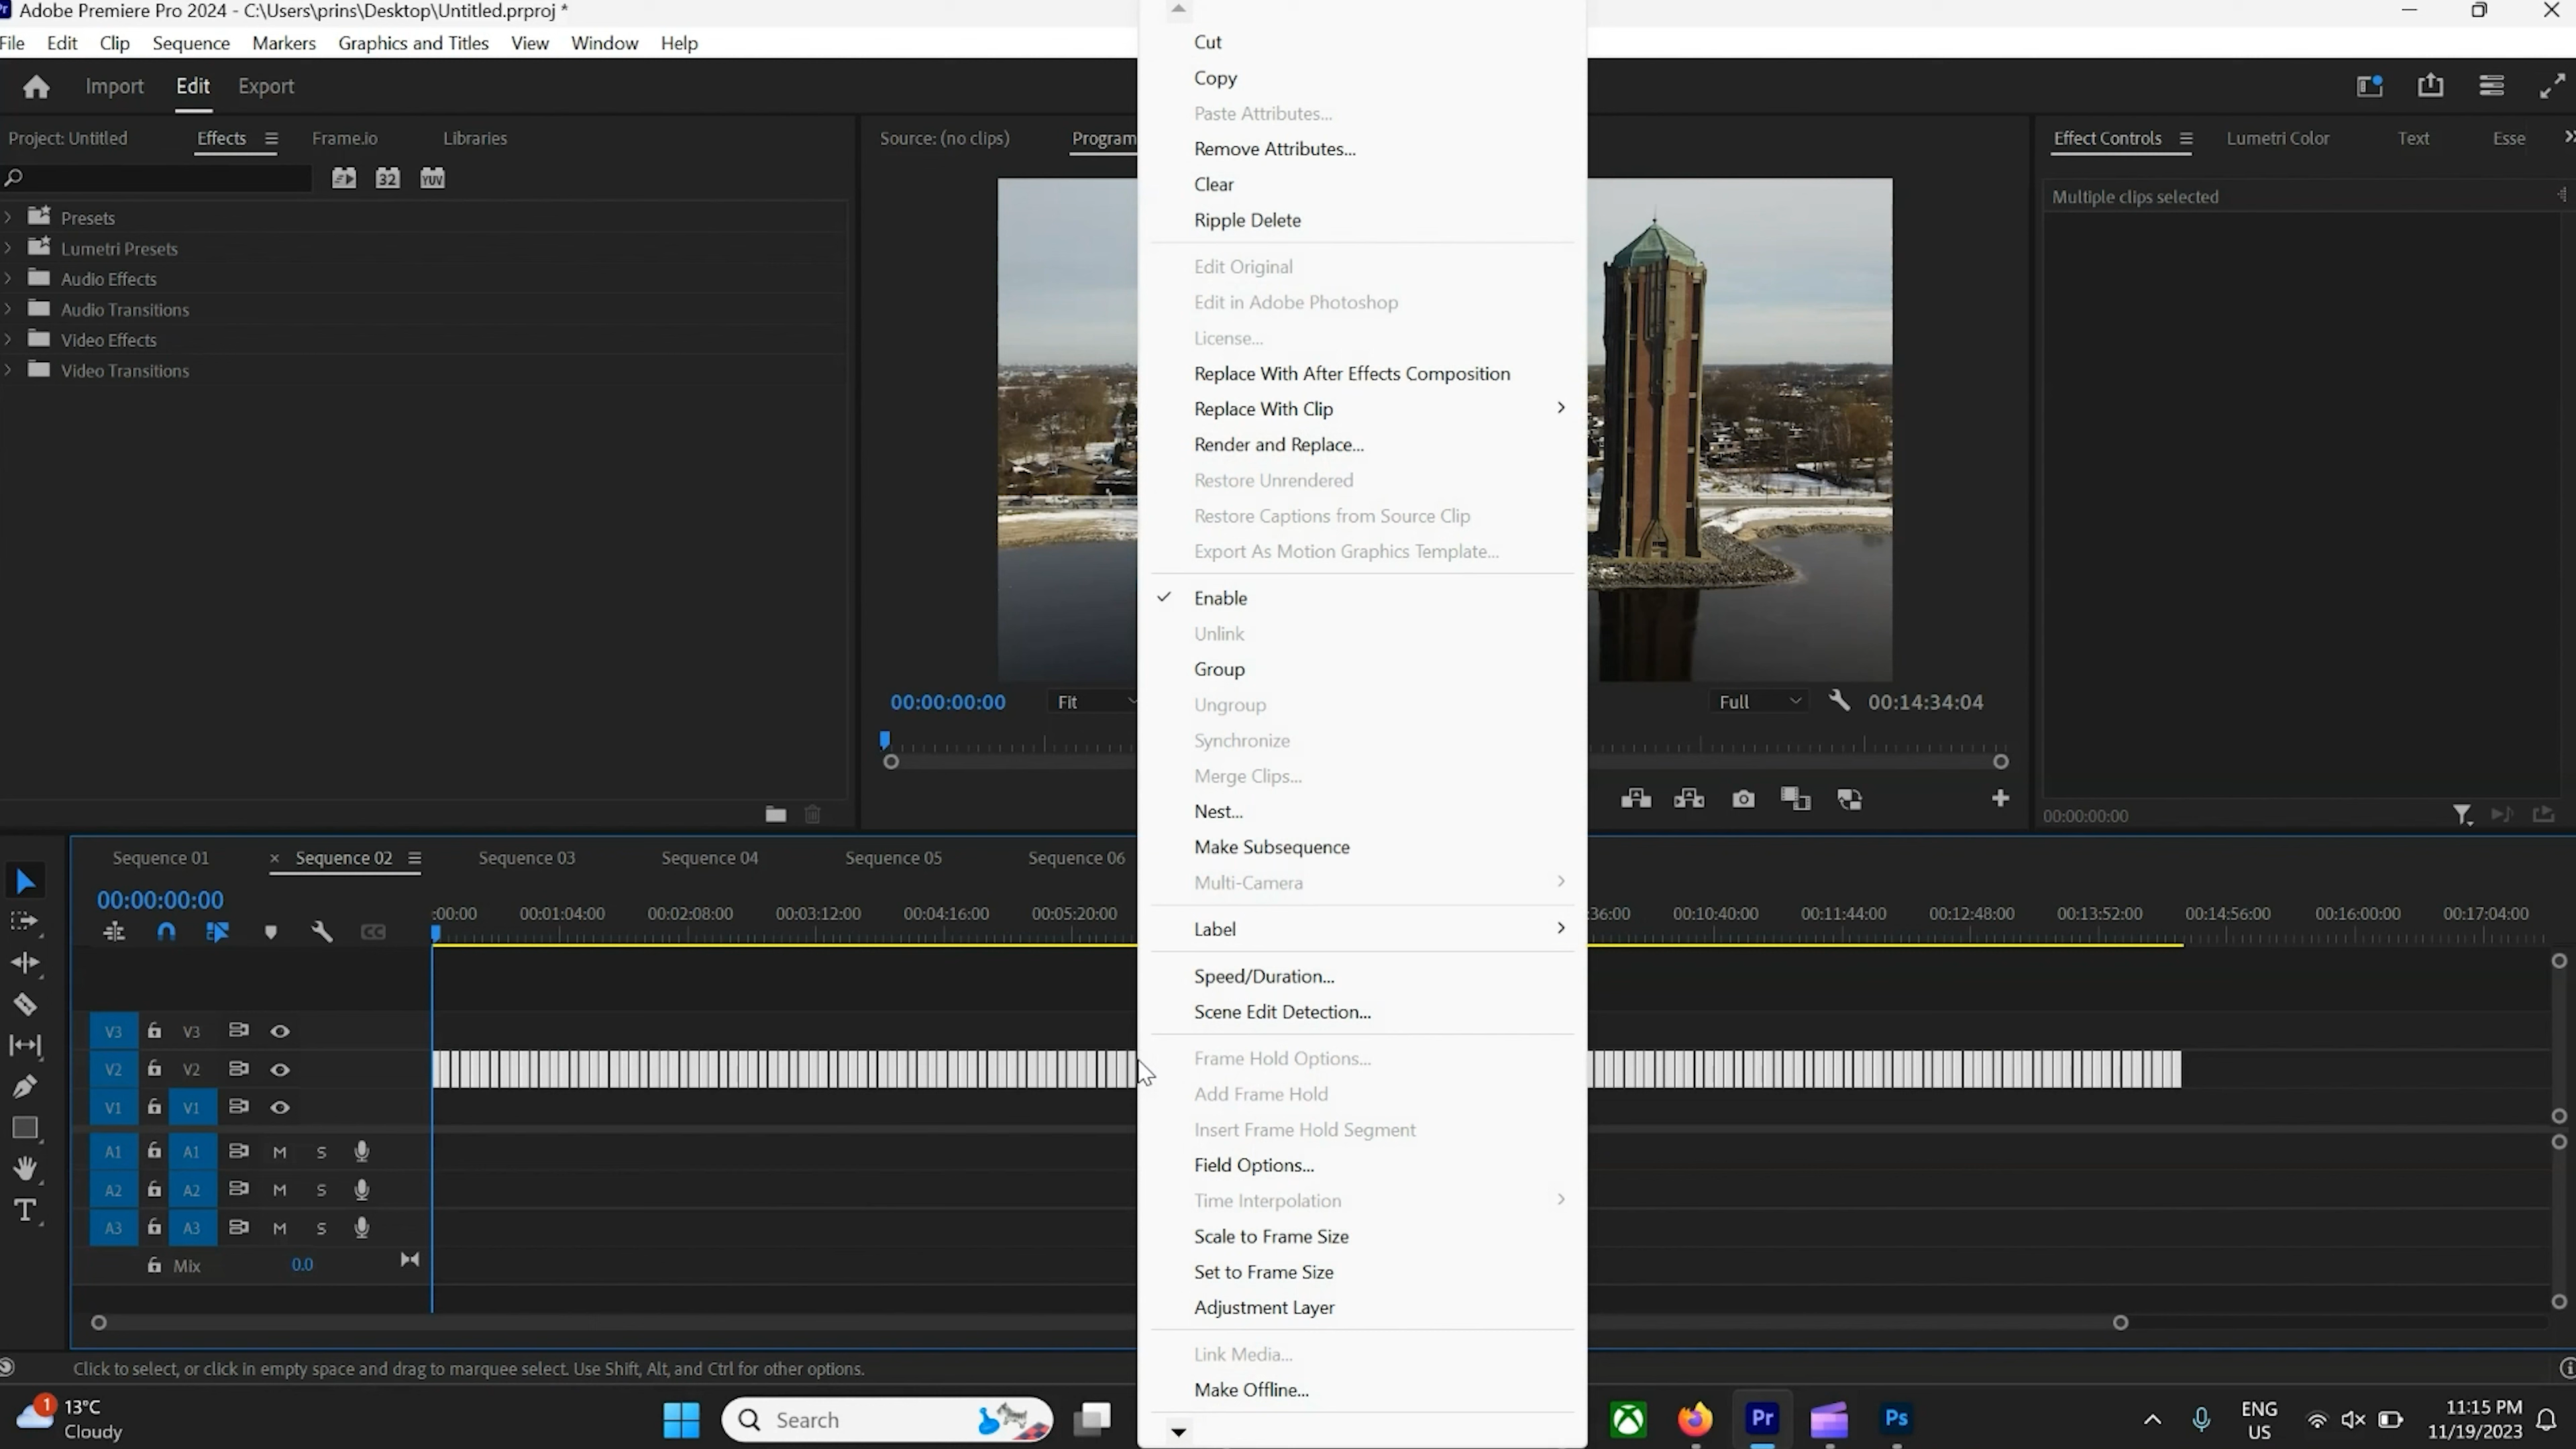 Adobe Premiere Pro 2024 - C:\Users\prins\Desktop\Untitled.prproj *
File Edit Clip Sequence Markers Graphics and Titles View Window Help
Import Edit Export
Project: Untitled Effects Frame.io Libraries
32 YUV
Presets
Lumetri Presets
Audio Effects
Audio Transitions
Video Effects
Video Transitions
Source: (no clips) Program
00:00:00:00 Fit Full 00:14:34:04
Effect Controls Lumetri Color Text Esse
Multiple clips selected
00:00:00:00
Cut
Copy
Paste Attributes...
Remove Attributes...
Clear
Ripple Delete
Edit Original
Edit in Adobe Photoshop
License...
Replace With After Effects Composition
Replace With Clip
Render and Replace...
Restore Unrendered
Restore Captions from Source Clip
Export As Motion Graphics Template...
Enable
Unlink
Group
Ungroup
Synchronize
Merge Clips...
Nest...
Make Subsequence
Multi-Camera
Label
Speed/Duration...
Scene Edit Detection...
Frame Hold Options...
Add Frame Hold
Insert Frame Hold Segment
Field Options...
Time Interpolation
Scale to Frame Size
Set to Frame Size
Adjustment Layer
Link Media...
Make Offline...
Sequence 01 × Sequence 02 Sequence 03 Sequence 04 Sequence 05 Sequence 06
00:00:00:00
:00:00 00:01:04:00 00:02:08:00 00:03:12:00 00:04:16:00 00:05:20:00 :36:00 00:10:40:00 00:11:44:00 00:12:48:00 00:13:52:00 00:14:56:00 00:16:00:00 00:17:04:00
CC
V3 V3
V2 V2
V1 V1
A1 A1 M S
A2 A2 M S
A3 A3 M S
Mix 0.0
T
Click to select, or click in empty space and drag to marquee select. Use Shift, Alt, and Ctrl for other options.
1 13°C
Cloudy
Search
Pr Ps
ENG
US
11:15 PM
11/19/2023